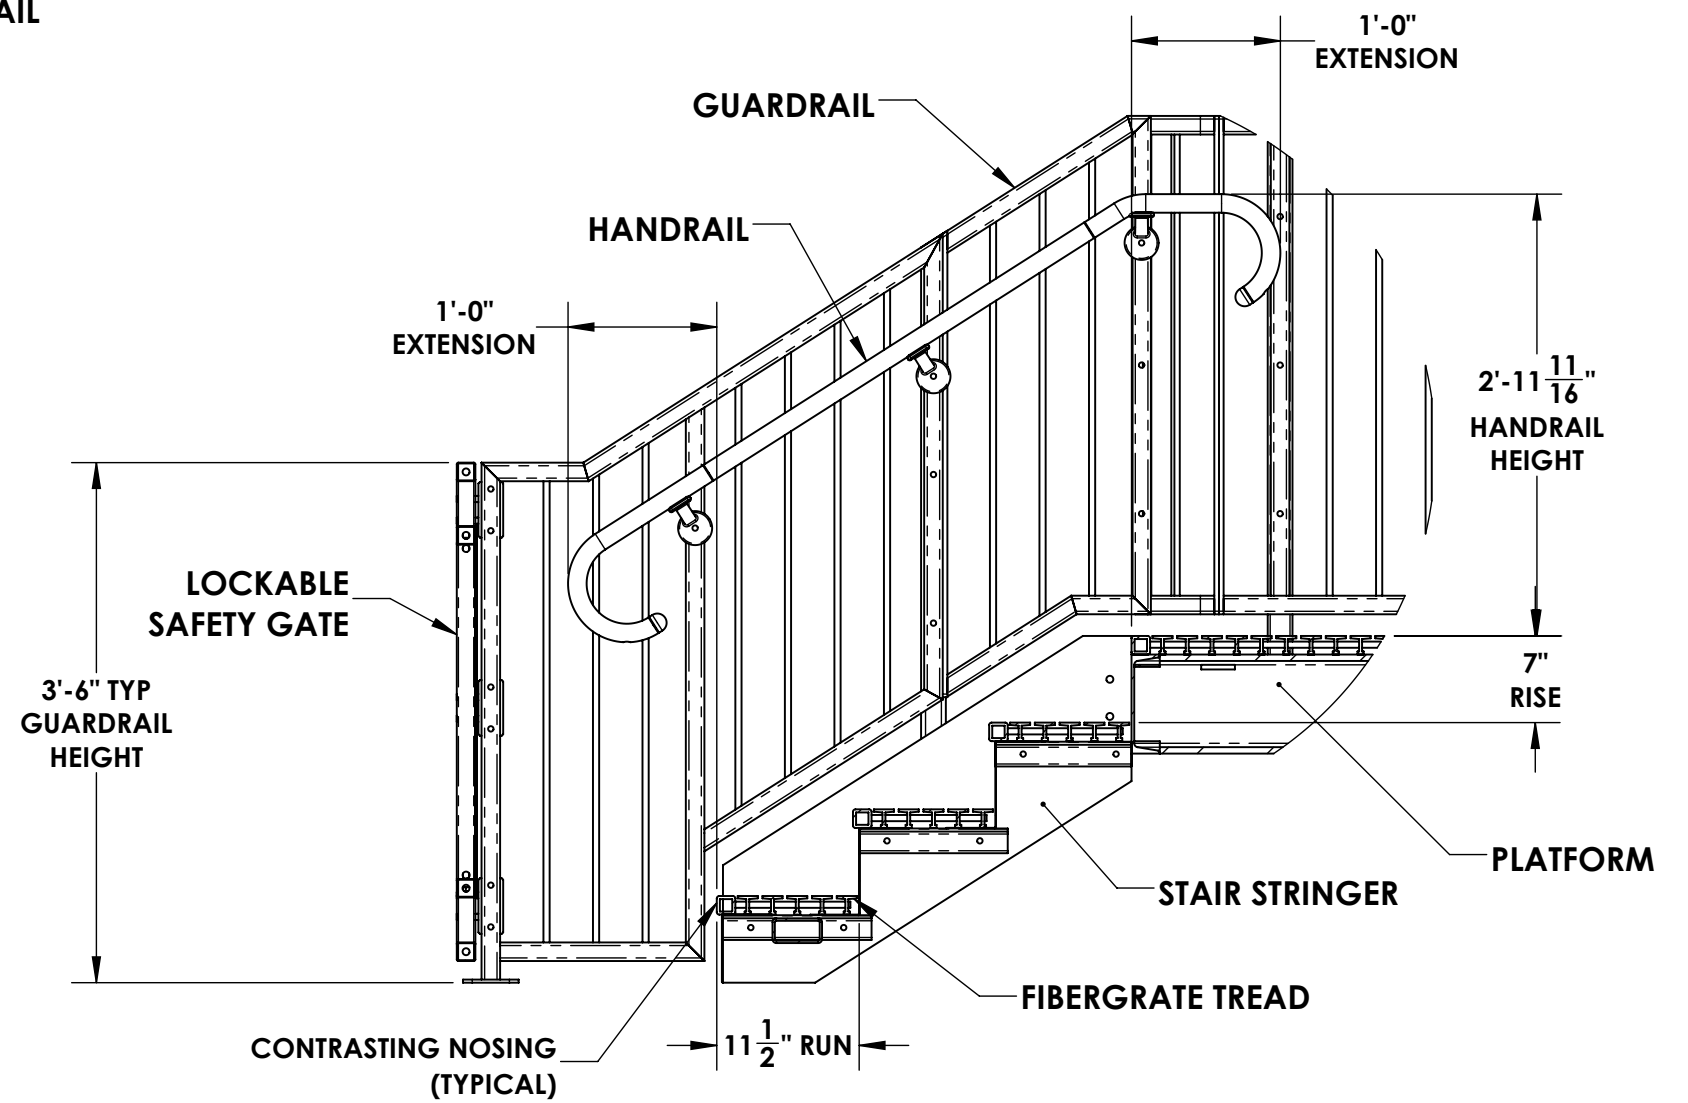 AIL
1'-0"
EXTENSION
GUARDRAIL
HANDRAIL
1'-0"
EXTENSION
2'-11 11/16"
HANDRAIL
HEIGHT
LOCKABLE
SAFETY GATE
3'-6" TYP
GUARDRAIL
HEIGHT
7"
RISE
PLATFORM
STAIR STRINGER
FIBERGRATE TREAD
11 1/2" RUN
CONTRASTING NOSING
(TYPICAL)